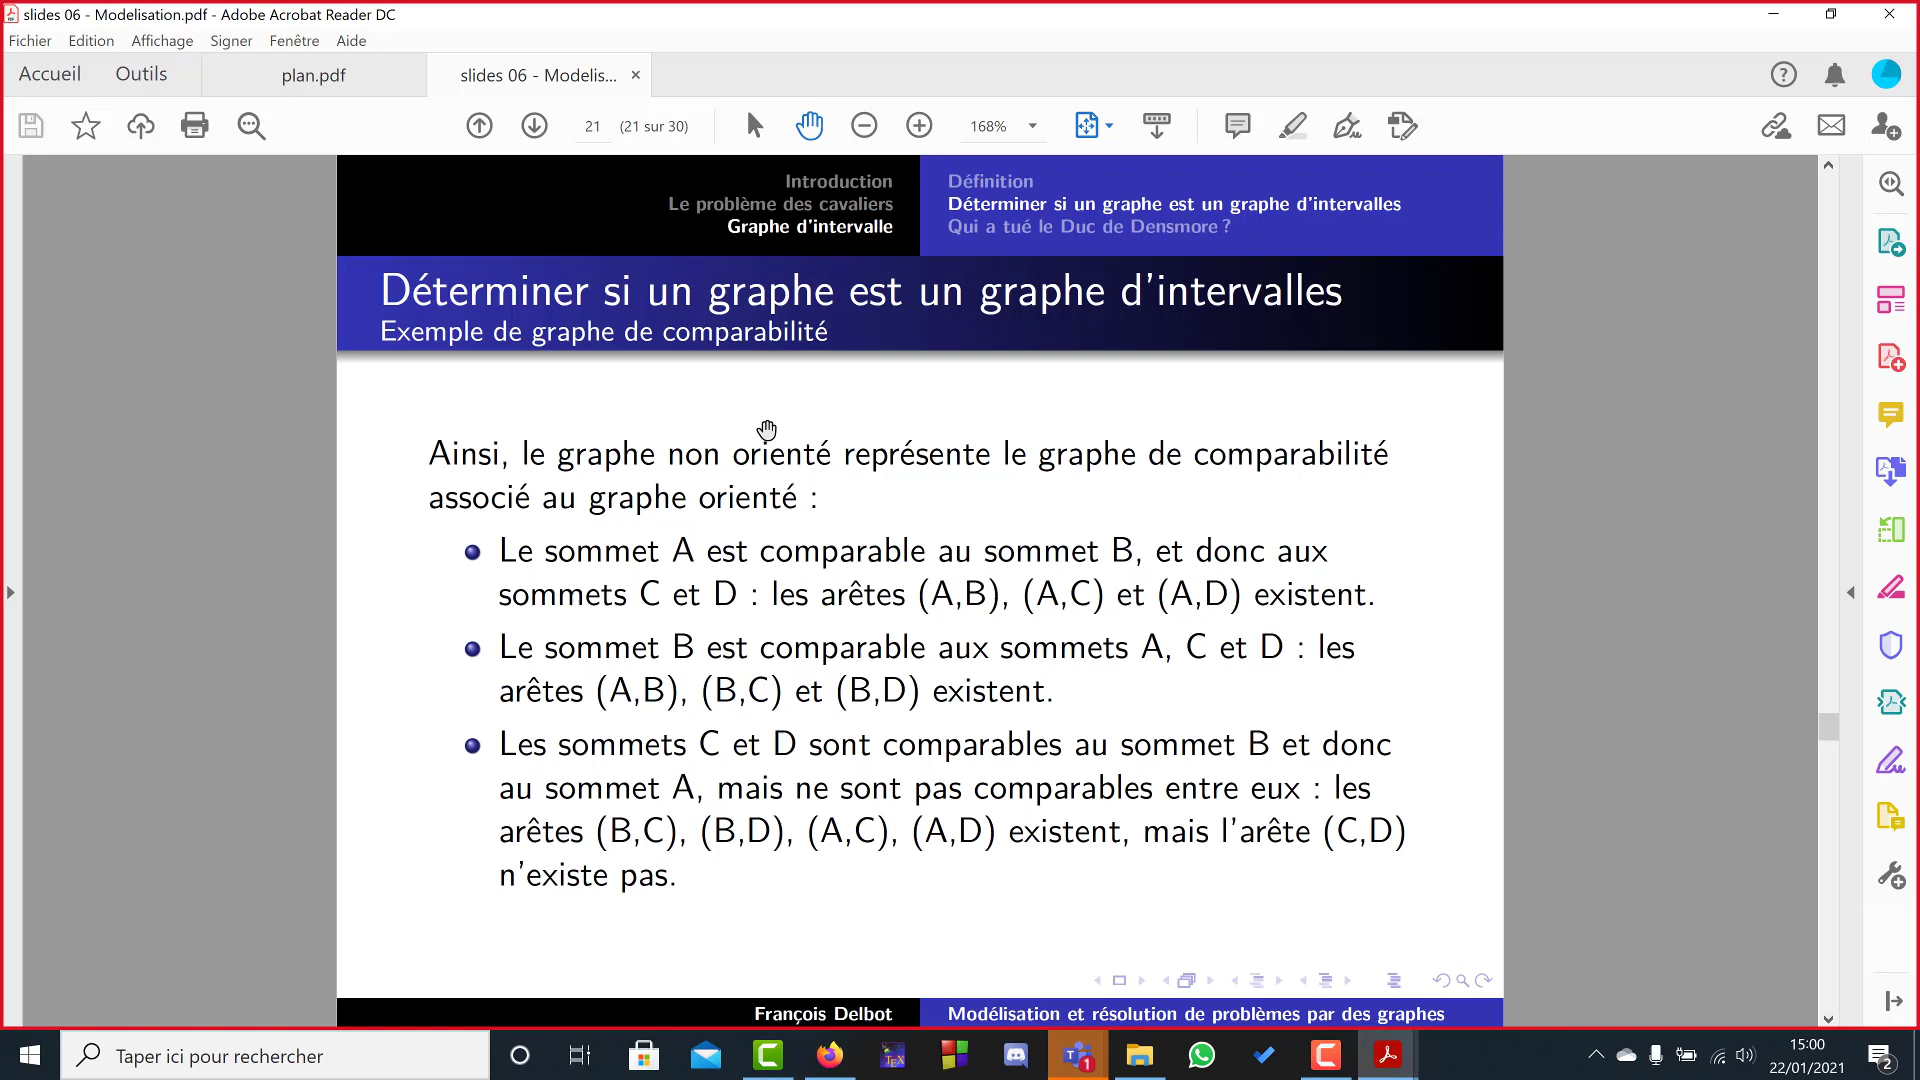 slides 06 - Modelisation.pdf - Adobe Acrobat Reader DC
Fichier Edition Affichage Signer Fenêtre Aide
Accueil Outils plan.pdf slides 06 - Modelis... ×
21 (21 sur 30) 168%
Introduction
Le problème des cavaliers
Graphe d'intervalle
Définition
Déterminer si un graphe est un graphe d'intervalles
Qui a tué le Duc de Densmore ?
Déterminer si un graphe est un graphe d'intervalles
Exemple de graphe de comparabilité
Ainsi, le graphe non orienté représente le graphe de comparabilité
associé au graphe orienté :
Le sommet A est comparable au sommet B, et donc aux
sommets C et D : les arêtes (A,B), (A,C) et (A,D) existent.
Le sommet B est comparable aux sommets A, C et D : les
arêtes (A,B), (B,C) et (B,D) existent.
Les sommets C et D sont comparables au sommet B et donc
au sommet A, mais ne sont pas comparables entre eux : les
arêtes (B,C), (B,D), (A,C), (A,D) existent, mais l'arête (C,D)
n'existe pas.
François Delbot Modélisation et résolution de problèmes par des graphes
Taper ici pour rechercher
15:00
22/01/2021